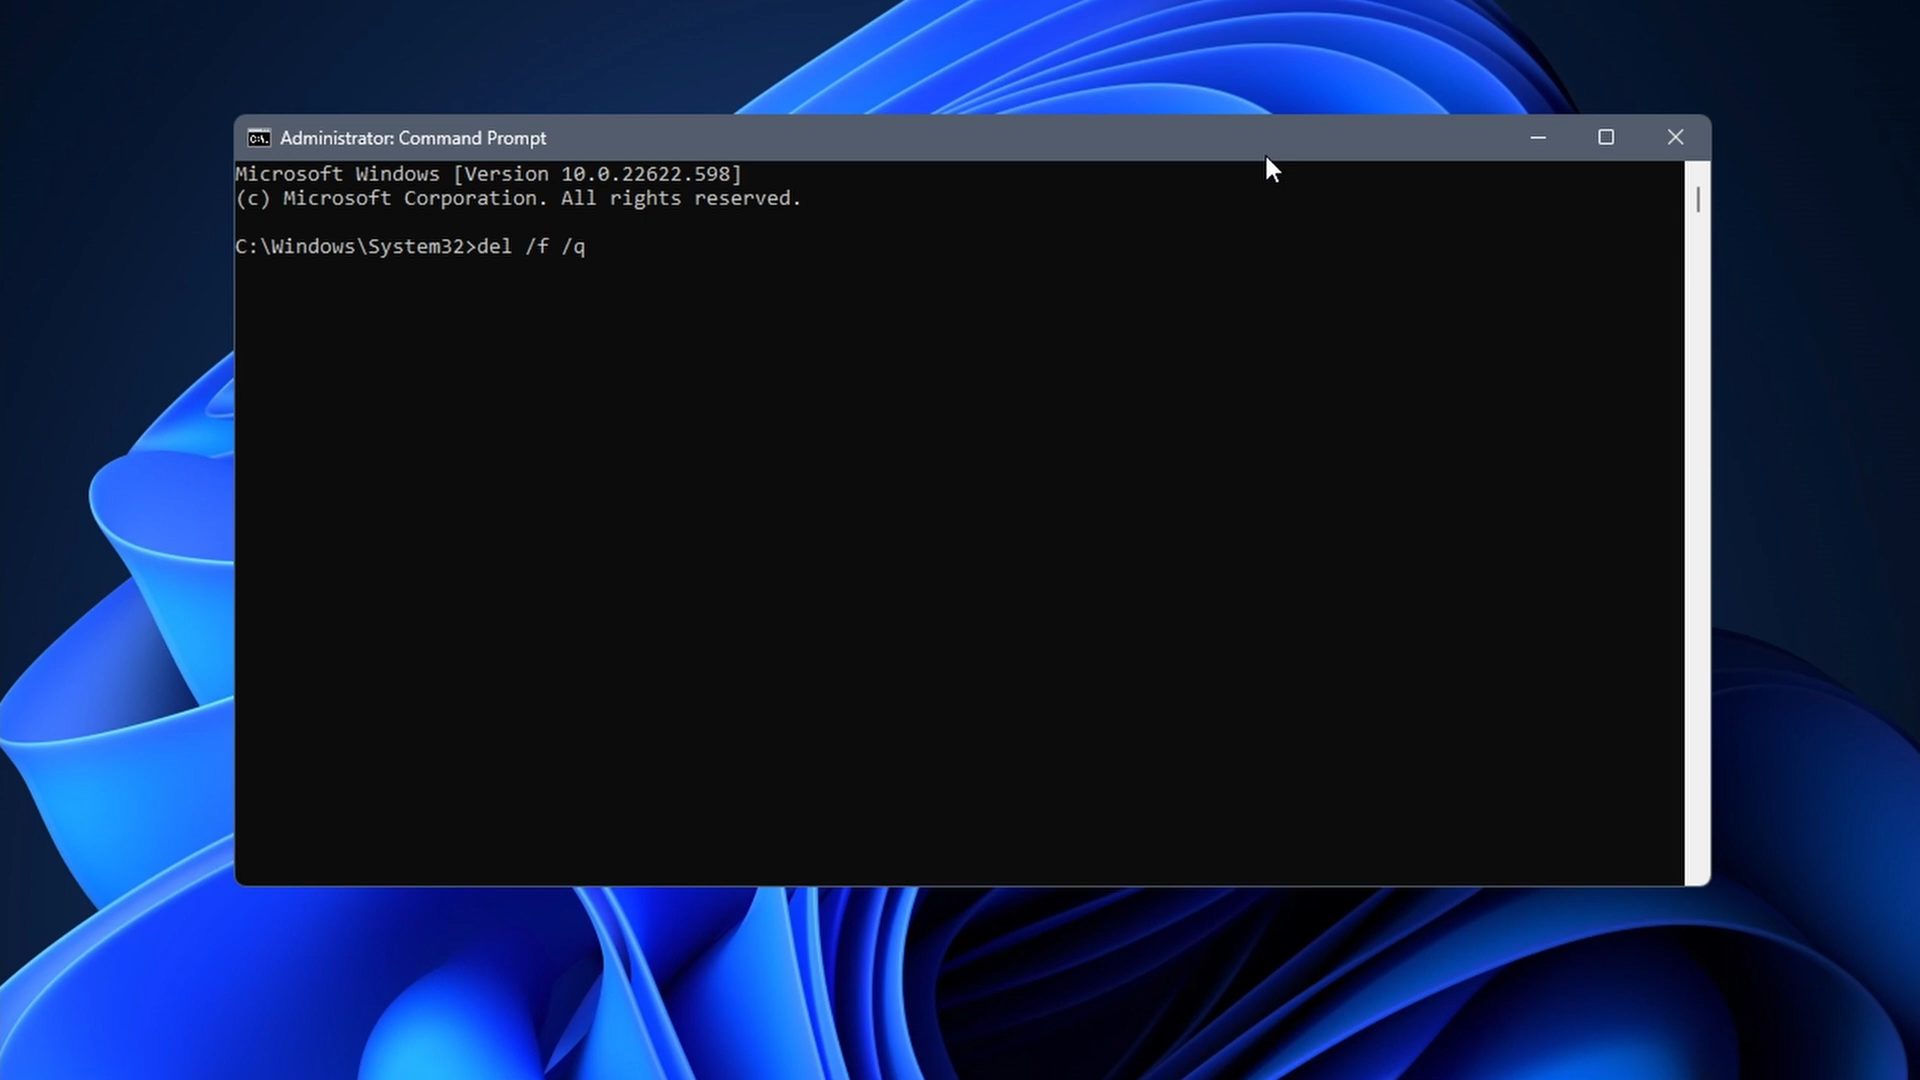 Administrator: Command Prompt
Microsoft Windows [Version 10.0.22622.598]
(c) Microsoft Corporation. All rights reserved.
C:\Windows\System32>del /f /q